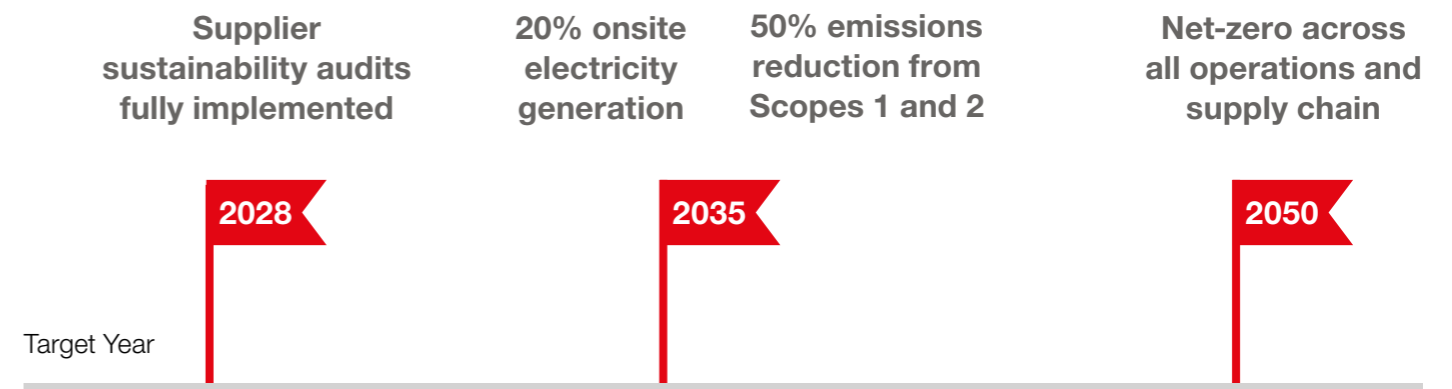 Supplier
sustainability audits
fully implemented
20% onsite
electricity
generation
50% emissions
reduction from
Scopes 1 and 2
Net-zero across
all operations and
supply chain
2028
2035
2050
Target Year